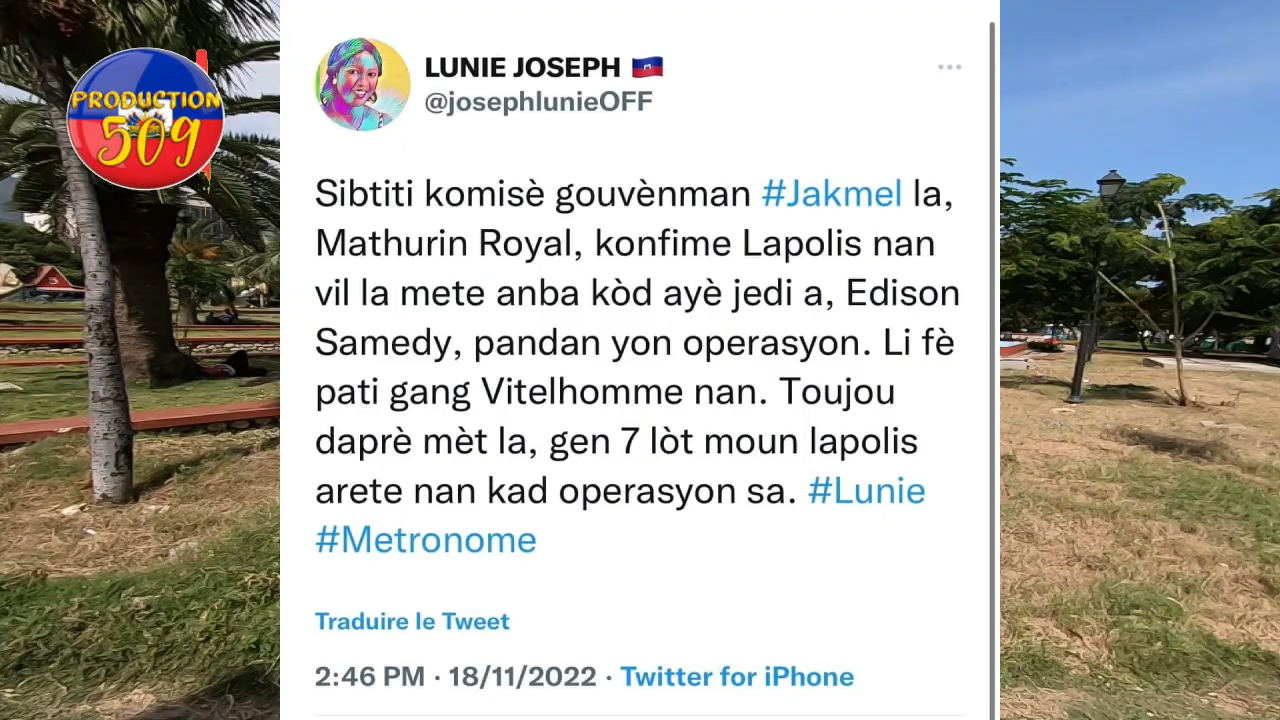 PRODUCTION
509
LUNIE JOSEPH 🇭🇹
@josephlunieOFF
Sibtiti komisè gouvènman #Jakmel la,
Mathurin Royal, konfime Lapolis nan
vil la mete anba kòd ayè jedi a, Edison
Samedy, pandan yon operasyon. Li fè
pati gang Vitelhomme nan. Toujou
daprè mèt la, gen 7 lòt moun lapolis
arete nan kad operasyon sa. #Lunie
#Metronome
Traduire le Tweet
2:46 PM · 18/11/2022 · Twitter for iPhone